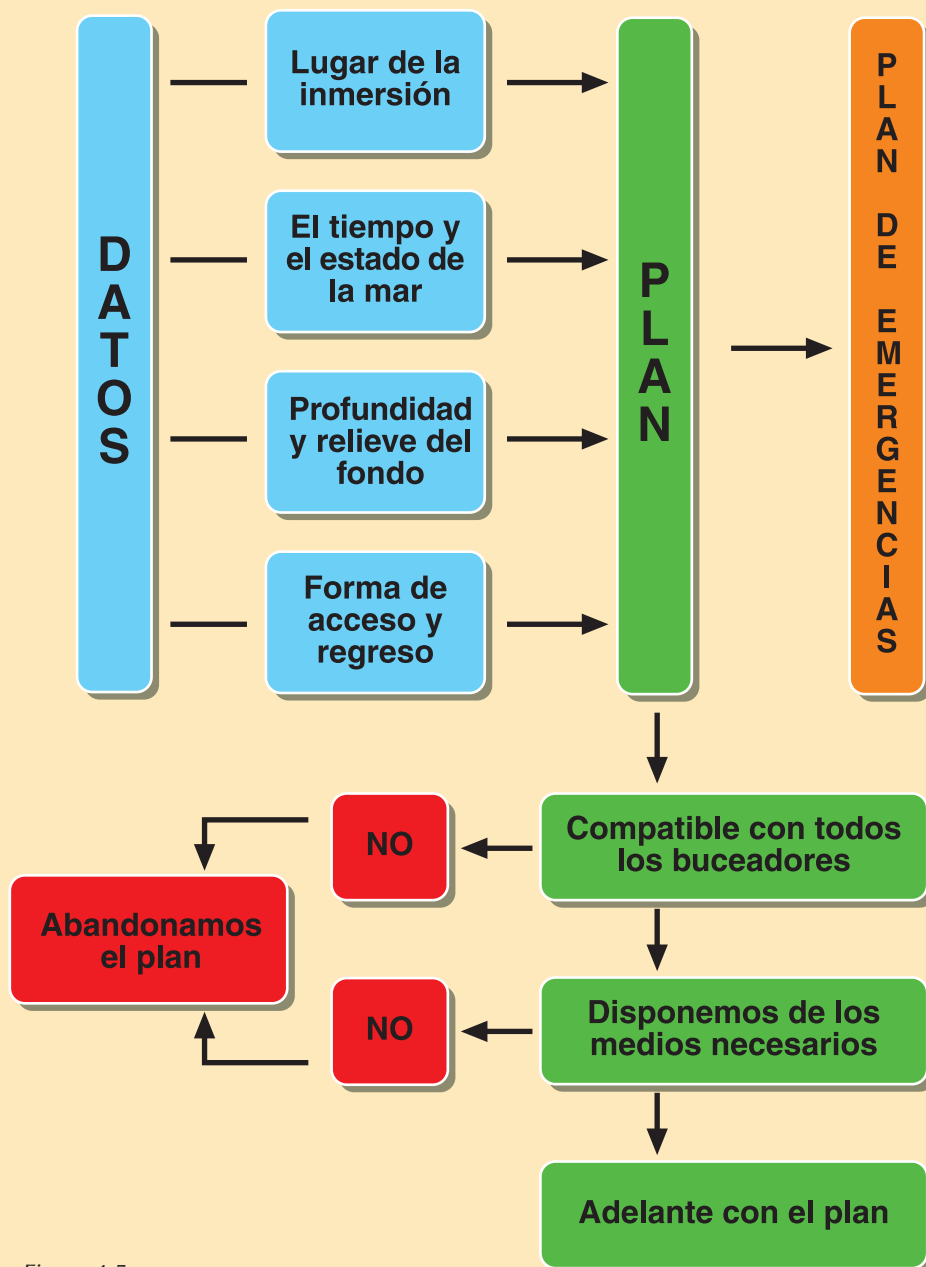 DATOS
Lugar de la
inmersión
El tiempo y
el estado de
la mar
Profundidad
y relieve del
fondo
Forma de
acceso y
regreso
PLAN
PLAN DE EMERGENCIAS
Compatible con todos
los buceadores
NO
Abandonamos
el plan
Disponemos de los
medios necesarios
NO
Adelante con el plan